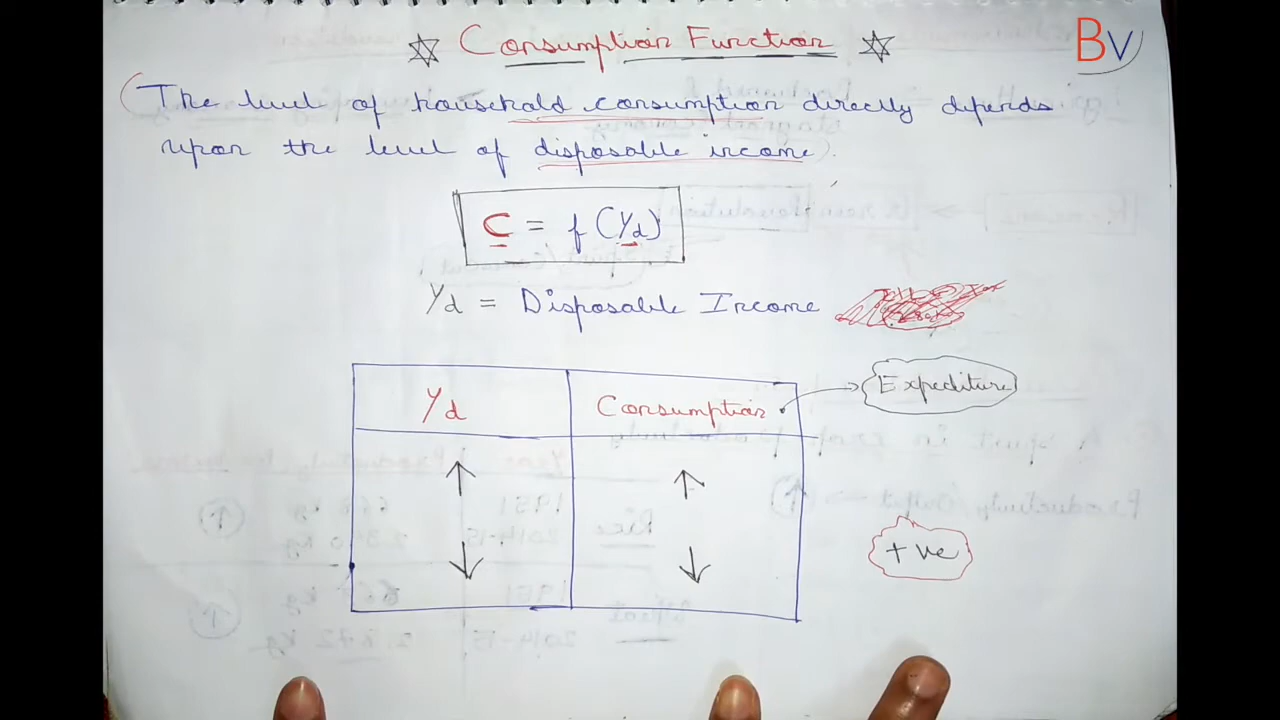 ☆ Consumption Function ☆
BV
(The level of household consumption directly depends
upon the level of disposable income).
C = f(Yd)
Yd = Disposable Income
Yd
Consumption
Expediture
↑ ↑
↓ ↓
+ve